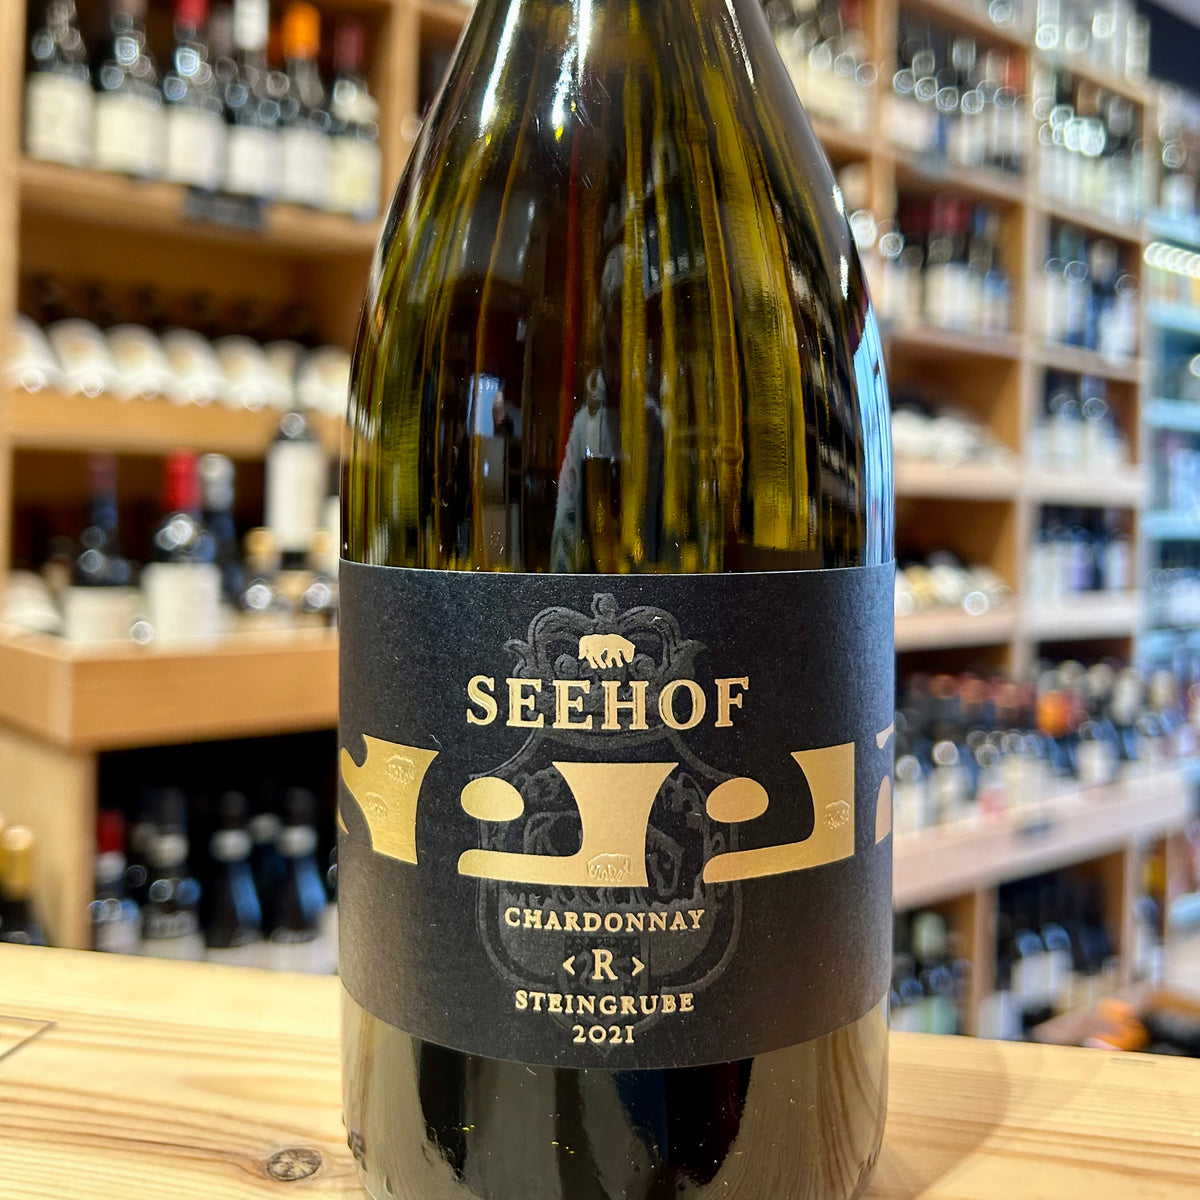 SEEHOF
CHARDONNAY
‹ R ›
STEINGRUBE
2021